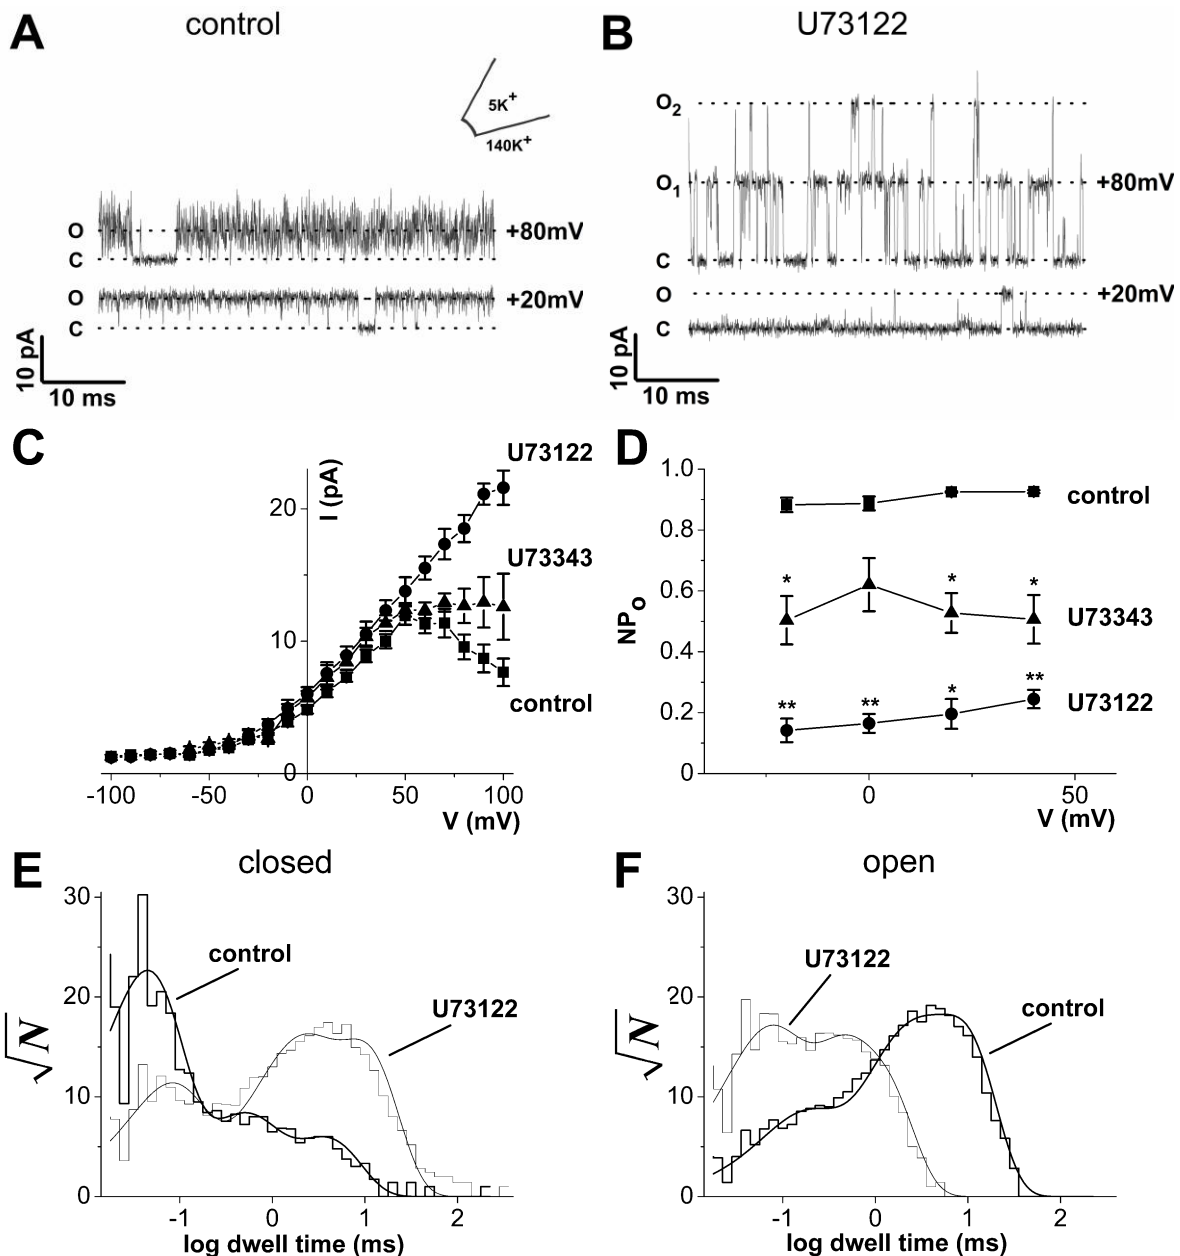 A control
5K+
140K+
O +80mV
C
O +20mV
C
10 pA
10 ms
B U73122
O2
O1 +80mV
C
O +20mV
C
10 pA
10 ms
C
U73122
U73343
control
I (pA)
20
10
0
-100 -50 0 50 100
V (mV)
D
1.0
0.8
0.6
0.4
0.2
0
NPO
control
* * *
U73343
** ** * **
U73122
0 50
V (mV)
E closed
30
20
10
0
√N
control
U73122
-1 0 1 2
log dwell time (ms)
F open
30
20
10
0
√N
U73122
control
-1 0 1 2
log dwell time (ms)